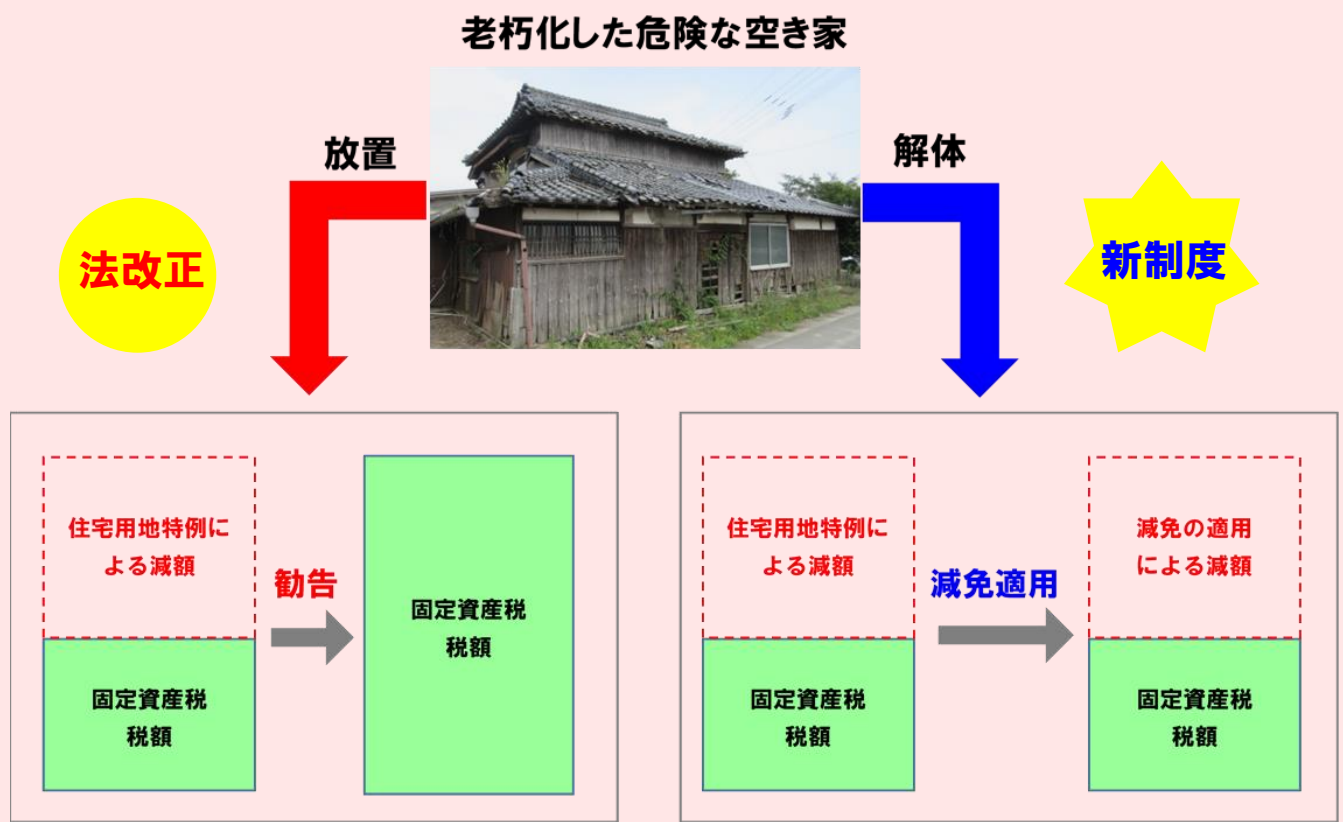 老朽化した危険な空き家
放置
解体
法改正
新制度
住宅用地特例に
よる減額
勧告
固定資産税
税額
固定資産税
税額
住宅用地特例に
よる減額
減免適用
減免の適用
による減額
固定資産税
税額
固定資産税
税額